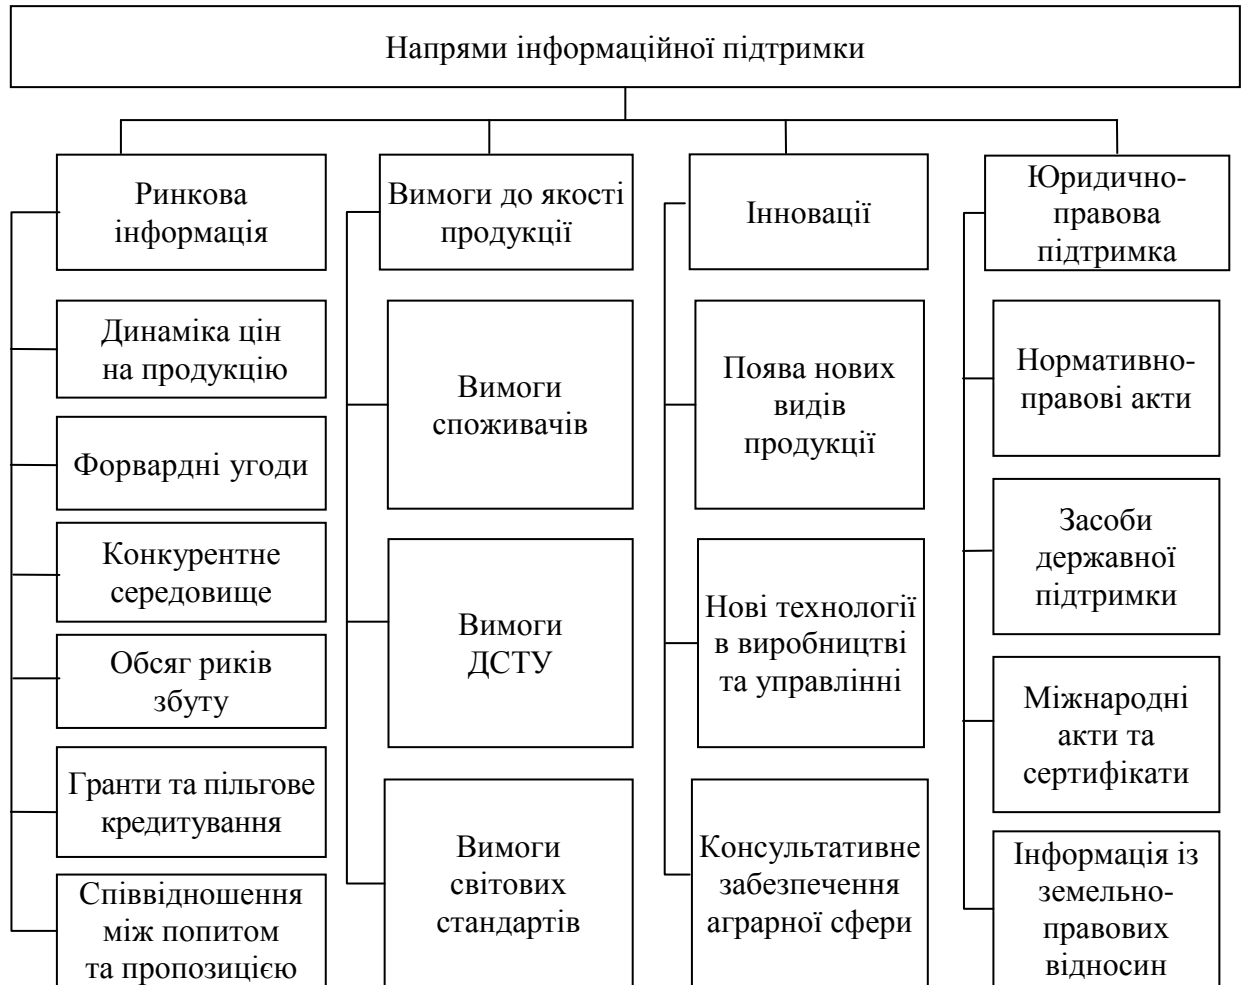 Напрями інформаційної підтримки
Ринкова
інформація
Динаміка цін
на продукцію
Форвардні угоди
Конкурентне
середовище
Обсяг риків
збуту
Гранти та пільгове
кредитування
Співвідношення
між попитом
та пропозицією
Вимоги до якості
продукції
Вимоги
споживачів
Вимоги
ДСТУ
Вимоги
світових
стандартів
Інновації
Поява нових
видів
продукції
Нові технології
в виробництві
та управлінні
Консультативне
забезпечення
аграрної сфери
Юридично-
правова
підтримка
Нормативно-
правові акти
Засоби
державної
підтримки
Міжнародні
акти та
сертифікати
Інформація із
земельно-
правових
відносин